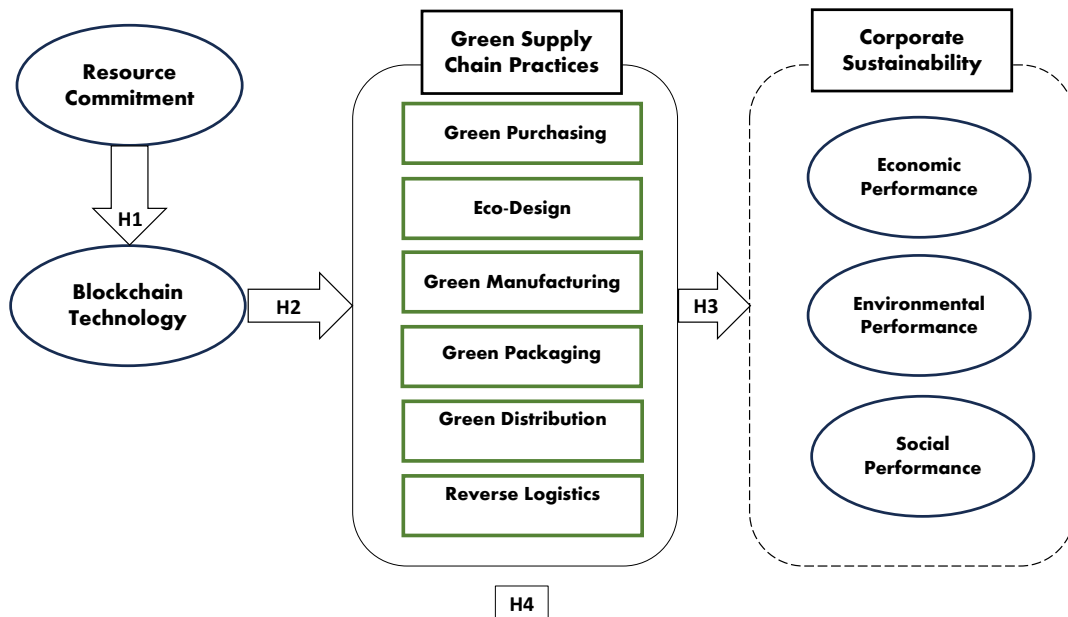 Resource
Commitment
H1
Blockchain
Technology
H2
Green Supply
Chain Practices
Green Purchasing
Eco-Design
Green Manufacturing
Green Packaging
Green Distribution
Reverse Logistics
H3
Corporate
Sustainability
Economic
Performance
Environmental
Performance
Social
Performance
H4